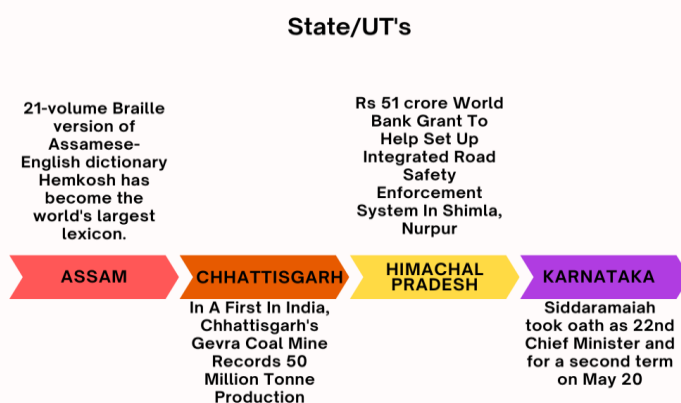 State/UT's
21-volume Braille
version of
Assamese-
English dictionary
Hemkosh has
become the
world's largest
lexicon.
Rs 51 crore World
Bank Grant To
Help Set Up
Integrated Road
Safety
Enforcement
System In Shimla,
Nurpur
ASSAM
CHHATTISGARH
HIMACHAL
PRADESH
KARNATAKA
In A First In India,
Chhattisgarh's
Gevra Coal Mine
Records 50
Million Tonne
Production
Siddaramaiah
took oath as 22nd
Chief Minister and
for a second term
on May 20